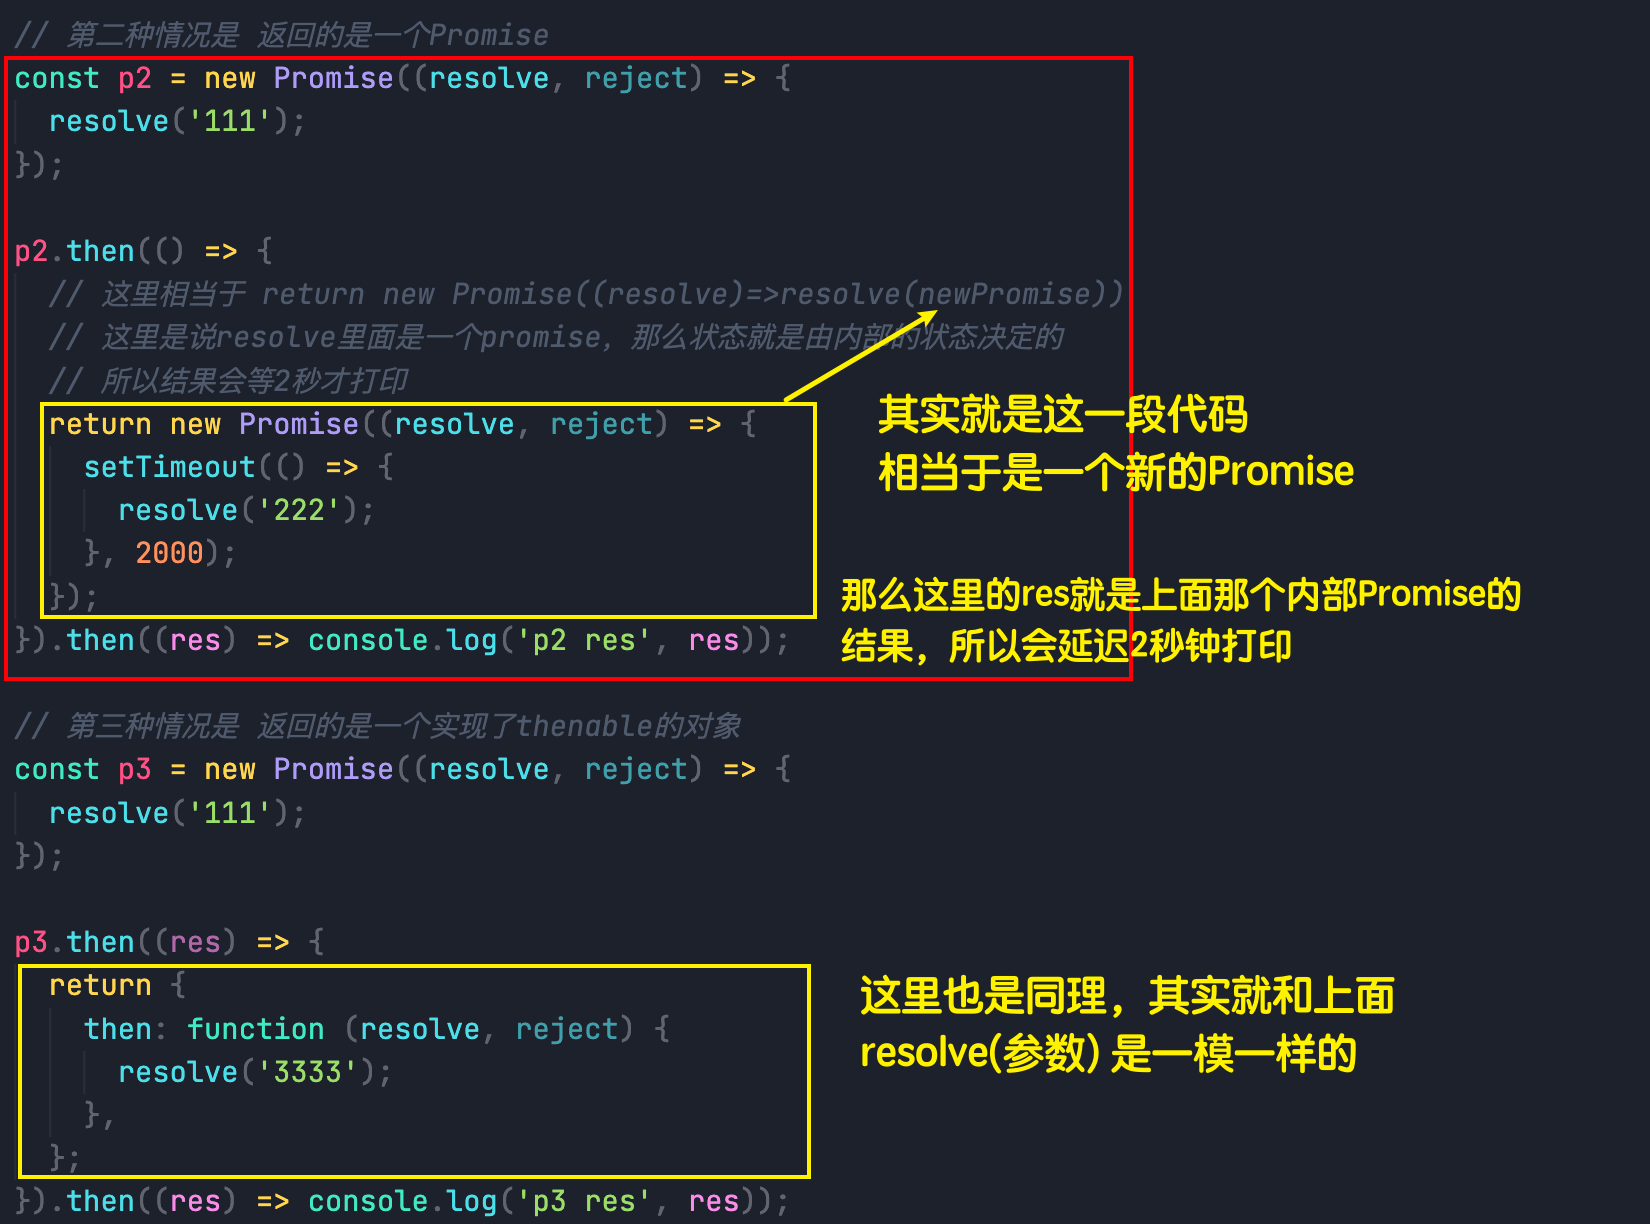 // 第二种情况是 返回的是一个Promise
const p2 = new Promise((resolve, reject) => {
resolve('111');
});
p2.then(() => {
// 这里相当于 return new Promise((resolve)=>resolve(newPromise))
// 这里是说resolve里面是一个promise，那么状态就是由内部的状态决定的
// 所以结果会等2秒才打印
return new Promise((resolve, reject) => {
其实就是这一段代码
相当于是一个新的Promise
setTimeout(() => {
resolve('222');
}, 2000);
});
那么这里的res就是上面那个内部Promise的
结果，所以会延迟2秒钟打印
}).then((res) => console.log('p2 res', res));
// 第三种情况是 返回的是一个实现了thenable的对象
const p3 = new Promise((resolve, reject) => {
resolve('111');
});
p3.then((res) => {
return {
这里也是同理，其实就和上面
resolve(参数) 是一模一样的
then: function (resolve, reject) {
resolve('3333');
},
};
}).then((res) => console.log('p3 res', res));